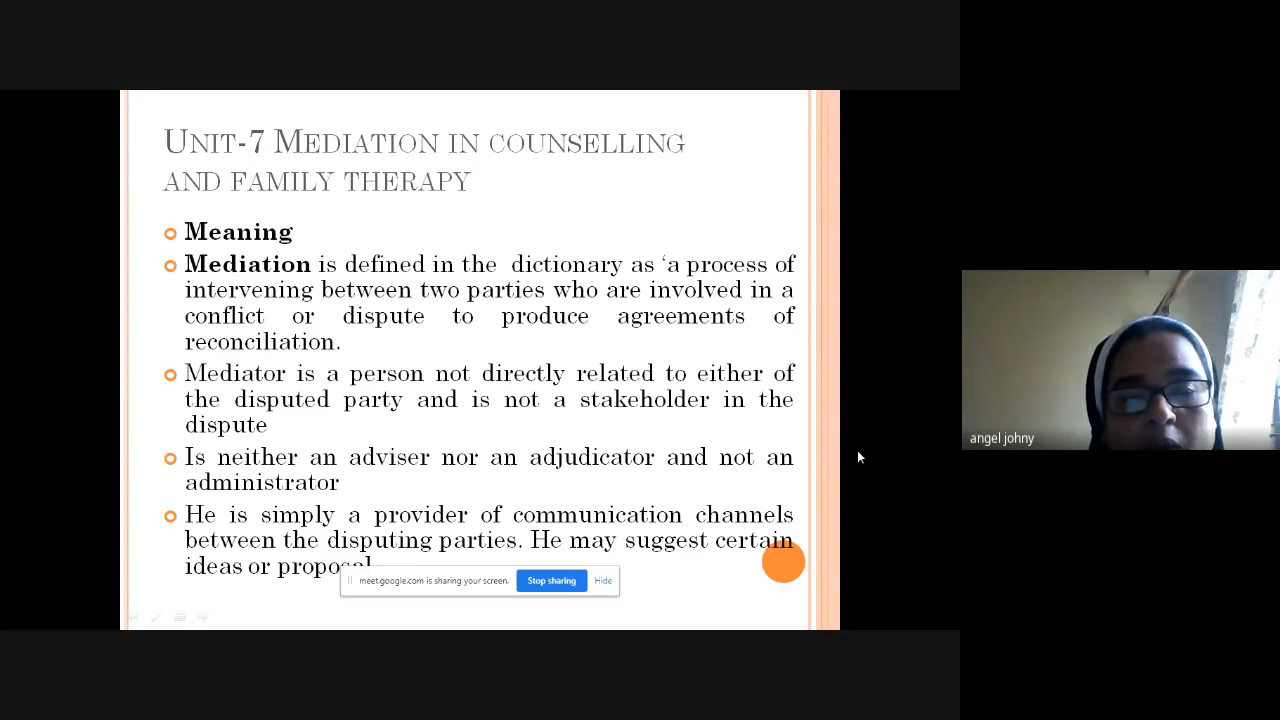 UNIT-7 MEDIATION IN COUNSELLING
AND FAMILY THERAPY
Meaning
Mediation is defined in the dictionary as ‘a process of
intervening between two parties who are involved in a
conflict or dispute to produce agreements of
reconciliation.
Mediator is a person not directly related to either of
the disputed party and is not a stakeholder in the
dispute
Is neither an adviser nor an adjudicator and not an
administrator
He is simply a provider of communication channels
between the disputing parties. He may suggest certain
ideas or proposal
meet.google.com is sharing your screen. Stop sharing Hide
angel johny